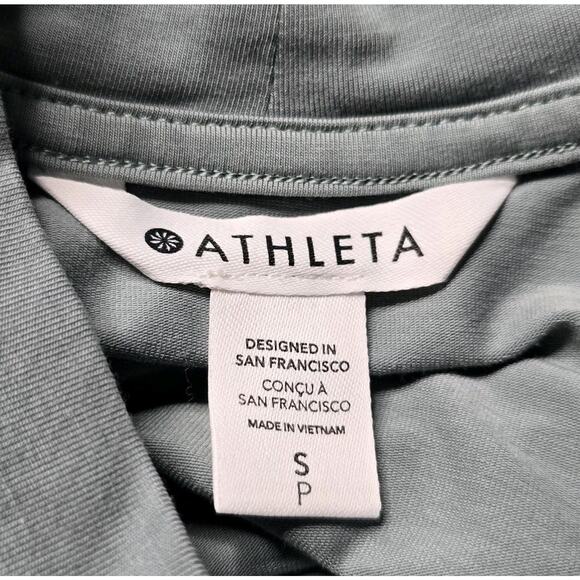 ATHLETA
DESIGNED IN
SAN FRANCISCO
CONÇU À
SAN FRANCISCO
MADE IN VIETNAM
S
P